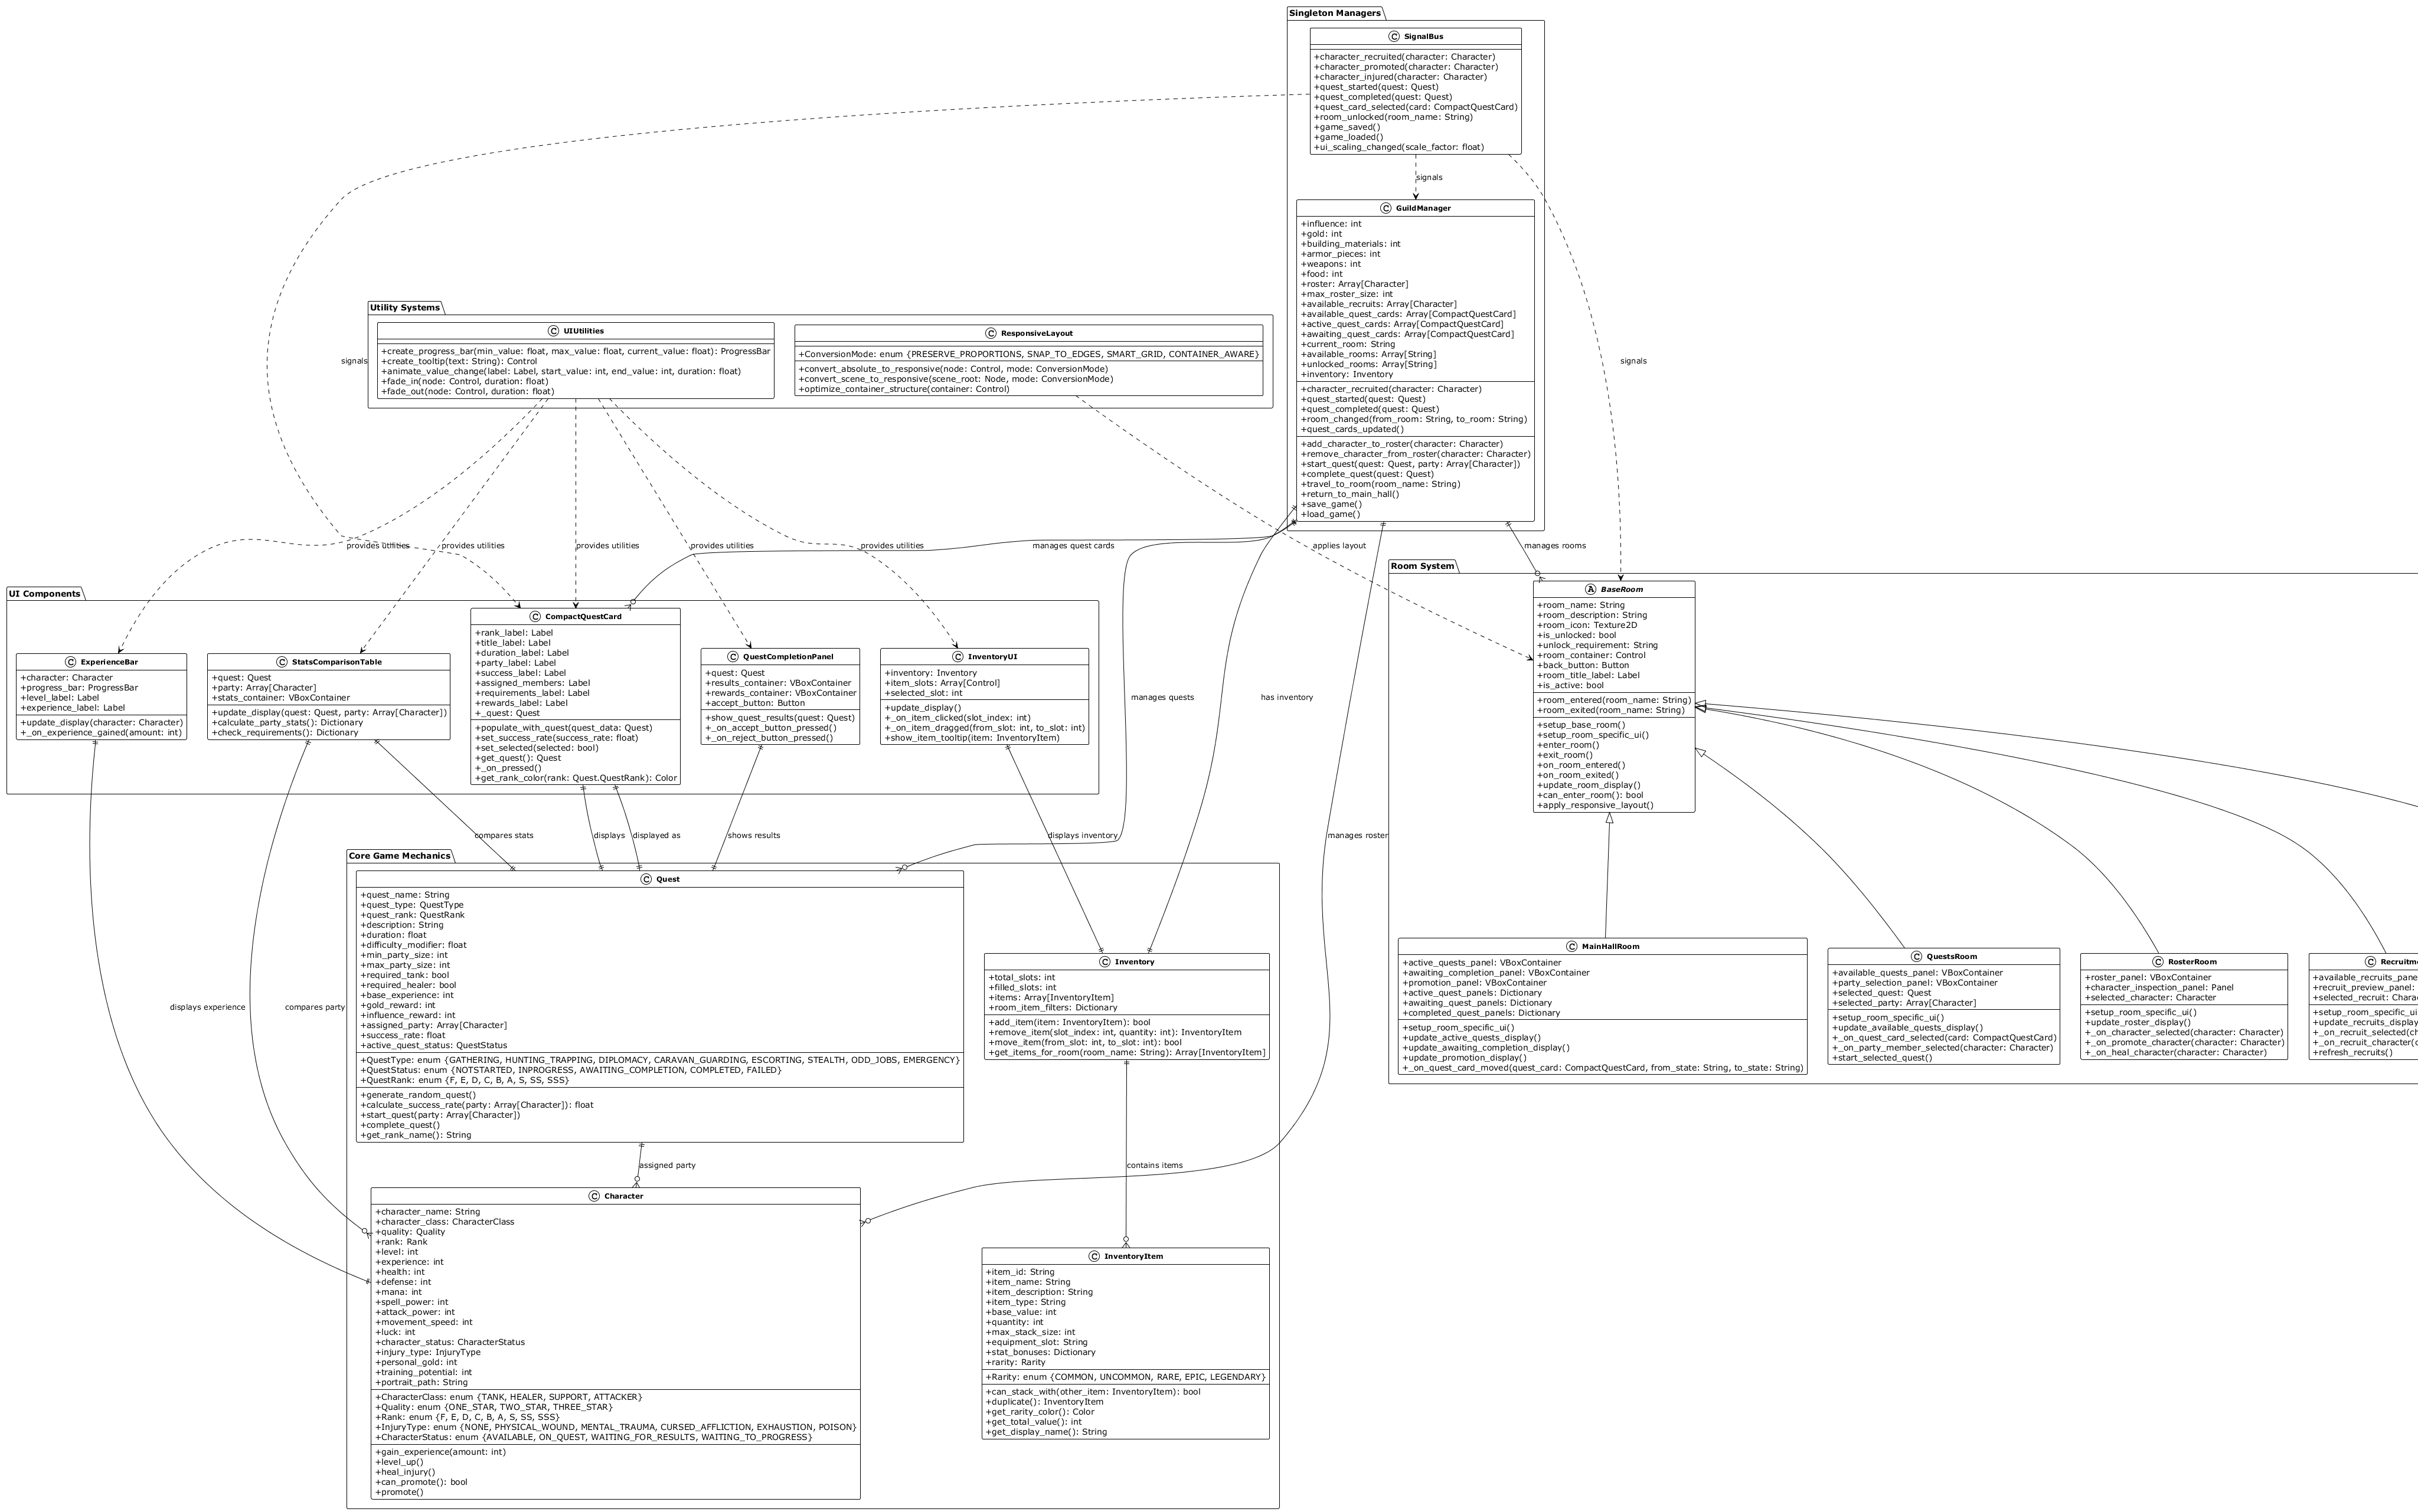 Singleton Managers
SignalBus
+character_recruited(character: Character)
+character_promoted(character: Character)
+character_injured(character: Character)
+quest_started(quest: Quest)
+quest_completed(quest: Quest)
+quest_card_selected(card: CompactQuestCard)
+room_unlocked(room_name: String)
+game_saved()
+game_loaded()
+ui_scaling_changed(scale_factor: float)
signals
GuildManager
+influence: int
+gold: int
+building_materials: int
+armor_pieces: int
+weapons: int
+food: int
+roster: Array[Character]
+max_roster_size: int
+available_recruits: Array[Character]
+available_quest_cards: Array[CompactQuestCard]
+active_quest_cards: Array[CompactQuestCard]
+awaiting_quest_cards: Array[CompactQuestCard]
+current_room: String
+available_rooms: Array[String]
+unlocked_rooms: Array[String]
+inventory: Inventory
+character_recruited(character: Character)
+quest_started(quest: Quest)
+quest_completed(quest: Quest)
+room_changed(from_room: String, to_room: String)
+quest_cards_updated()
+add_character_to_roster(character: Character)
+remove_character_from_roster(character: Character)
+start_quest(quest: Quest, party: Array[Character])
+complete_quest(quest: Quest)
+travel_to_room(room_name: String)
+return_to_main_hall()
+save_game()
+load_game()
Utility Systems
UIUtilities
+create_progress_bar(min_value: float, max_value: float, current_value: float): ProgressBar
+create_tooltip(text: String): Control
+animate_value_change(label: Label, start_value: int, end_value: int, duration: float)
+fade_in(node: Control, duration: float)
+fade_out(node: Control, duration: float)
ResponsiveLayout
+ConversionMode: enum {PRESERVE_PROPORTIONS, SNAP_TO_EDGES, SMART_GRID, CONTAINER_AWARE}
+convert_absolute_to_responsive(node: Control, mode: ConversionMode)
+convert_scene_to_responsive(scene_root: Node, mode: ConversionMode)
+optimize_container_structure(container: Control)
signals
signals
provides utilities
provides utilities
provides utilities
provides utilities
provides utilities
manages quest cards
applies layout
manages rooms
UI Components
ExperienceBar
+character: Character
+progress_bar: ProgressBar
+level_label: Label
+experience_label: Label
+update_display(character: Character)
+_on_experience_gained(amount: int)
StatsComparisonTable
+quest: Quest
+party: Array[Character]
+stats_container: VBoxContainer
+update_display(quest: Quest, party: Array[Character])
+calculate_party_stats(): Dictionary
+check_requirements(): Dictionary
CompactQuestCard
+rank_label: Label
+title_label: Label
+duration_label: Label
+party_label: Label
+success_label: Label
+assigned_members: Label
+requirements_label: Label
+rewards_label: Label
+_quest: Quest
+populate_with_quest(quest_data: Quest)
+set_success_rate(success_rate: float)
+set_selected(selected: bool)
+get_quest(): Quest
+_on_pressed()
+get_rank_color(rank: Quest.QuestRank): Color
QuestCompletionPanel
+quest: Quest
+results_container: VBoxContainer
+rewards_container: VBoxContainer
+accept_button: Button
+show_quest_results(quest: Quest)
+_on_accept_button_pressed()
+_on_reject_button_pressed()
InventoryUI
+inventory: Inventory
+item_slots: Array[Control]
+selected_slot: int
+update_display()
+_on_item_clicked(slot_index: int)
+_on_item_dragged(from_slot: int, to_slot: int)
+show_item_tooltip(item: InventoryItem)
manages quests
has inventory
Room System
BaseRoom
+room_name: String
+room_description: String
+room_icon: Texture2D
+is_unlocked: bool
+unlock_requirement: String
+room_container: Control
+back_button: Button
+room_title_label: Label
+is_active: bool
+room_entered(room_name: String)
+room_exited(room_name: String)
+setup_base_room()
+setup_room_specific_ui()
+enter_room()
+exit_room()
+on_room_entered()
+on_room_exited()
+update_room_display()
+can_enter_room(): bool
+apply_responsive_layout()
compares stats
displays
displayed as
shows results
displays inventory
manages roster
Core Game Mechanics
Quest
+quest_name: String
+quest_type: QuestType
+quest_rank: QuestRank
+description: String
+duration: float
+difficulty_modifier: float
+min_party_size: int
+max_party_size: int
+required_tank: bool
+required_healer: bool
+base_experience: int
+gold_reward: int
+influence_reward: int
+assigned_party: Array[Character]
+success_rate: float
+active_quest_status: QuestStatus
+QuestType: enum {GATHERING, HUNTING_TRAPPING, DIPLOMACY, CARAVAN_GUARDING, ESCORTING, STEALTH, ODD_JOBS, EMERGENCY}
+QuestStatus: enum {NOTSTARTED, INPROGRESS, AWAITING_COMPLETION, COMPLETED, FAILED}
+QuestRank: enum {F, E, D, C, B, A, S, SS, SSS}
+generate_random_quest()
+calculate_success_rate(party: Array[Character]): float
+start_quest(party: Array[Character])
+complete_quest()
+get_rank_name(): String
Inventory
+total_slots: int
+filled_slots: int
+items: Array[InventoryItem]
+room_item_filters: Dictionary
+add_item(item: InventoryItem): bool
+remove_item(slot_index: int, quantity: int): InventoryItem
+move_item(from_slot: int, to_slot: int): bool
+get_items_for_room(room_name: String): Array[InventoryItem]
MainHallRoom
+active_quests_panel: VBoxContainer
+awaiting_completion_panel: VBoxContainer
+promotion_panel: VBoxContainer
+active_quest_panels: Dictionary
+awaiting_quest_panels: Dictionary
+completed_quest_panels: Dictionary
+setup_room_specific_ui()
+update_active_quests_display()
+update_awaiting_completion_display()
+update_promotion_display()
+_on_quest_card_moved(quest_card: CompactQuestCard, from_state: String, to_state: String)
QuestsRoom
+available_quests_panel: VBoxContainer
+party_selection_panel: VBoxContainer
+selected_quest: Quest
+selected_party: Array[Character]
+setup_room_specific_ui()
+update_available_quests_display()
+_on_quest_card_selected(card: CompactQuestCard)
+_on_party_member_selected(character: Character)
+start_selected_quest()
RosterRoom
+roster_panel: VBoxContainer
+character_inspection_panel: Panel
+selected_character: Character
+setup_room_specific_ui()
+update_roster_display()
+_on_character_selected(character: Character)
+_on_promote_character(character: Character)
+_on_heal_character(character: Character)
+available_recruits_pane
+recruit_preview_panel:
+selected_recruit: Chara
+setup_room_specific_ui
+update_recruits_display
+_on_recruit_selected(ch
+_on_recruit_character(c
+refresh_recruits()
displays experience
compares party
assigned party
contains items
Character
+character_name: String
+character_class: CharacterClass
+quality: Quality
+rank: Rank
+level: int
+experience: int
+health: int
+defense: int
+mana: int
+spell_power: int
+attack_power: int
+movement_speed: int
+luck: int
+character_status: CharacterStatus
+injury_type: InjuryType
+personal_gold: int
+training_potential: int
+portrait_path: String
+CharacterClass: enum {TANK, HEALER, SUPPORT, ATTACKER}
+Quality: enum {ONE_STAR, TWO_STAR, THREE_STAR}
+Rank: enum {F, E, D, C, B, A, S, SS, SSS}
+InjuryType: enum {NONE, PHYSICAL_WOUND, MENTAL_TRAUMA, CURSED_AFFLICTION, EXHAUSTION, POISON}
+CharacterStatus: enum {AVAILABLE, ON_QUEST, WAITING_FOR_RESULTS, WAITING_TO_PROGRESS}
+gain_experience(amount: int)
+level_up()
+heal_injury()
+can_promote(): bool
+promote()
InventoryItem
+item_id: String
+item_name: String
+item_description: String
+item_type: String
+base_value: int
+quantity: int
+max_stack_size: int
+equipment_slot: String
+stat_bonuses: Dictionary
+rarity: Rarity
+Rarity: enum {COMMON, UNCOMMON, RARE, EPIC, LEGENDARY}
+can_stack_with(other_item: InventoryItem): bool
+duplicate(): InventoryItem
+get_rarity_color(): Color
+get_total_value(): int
+get_display_name(): String